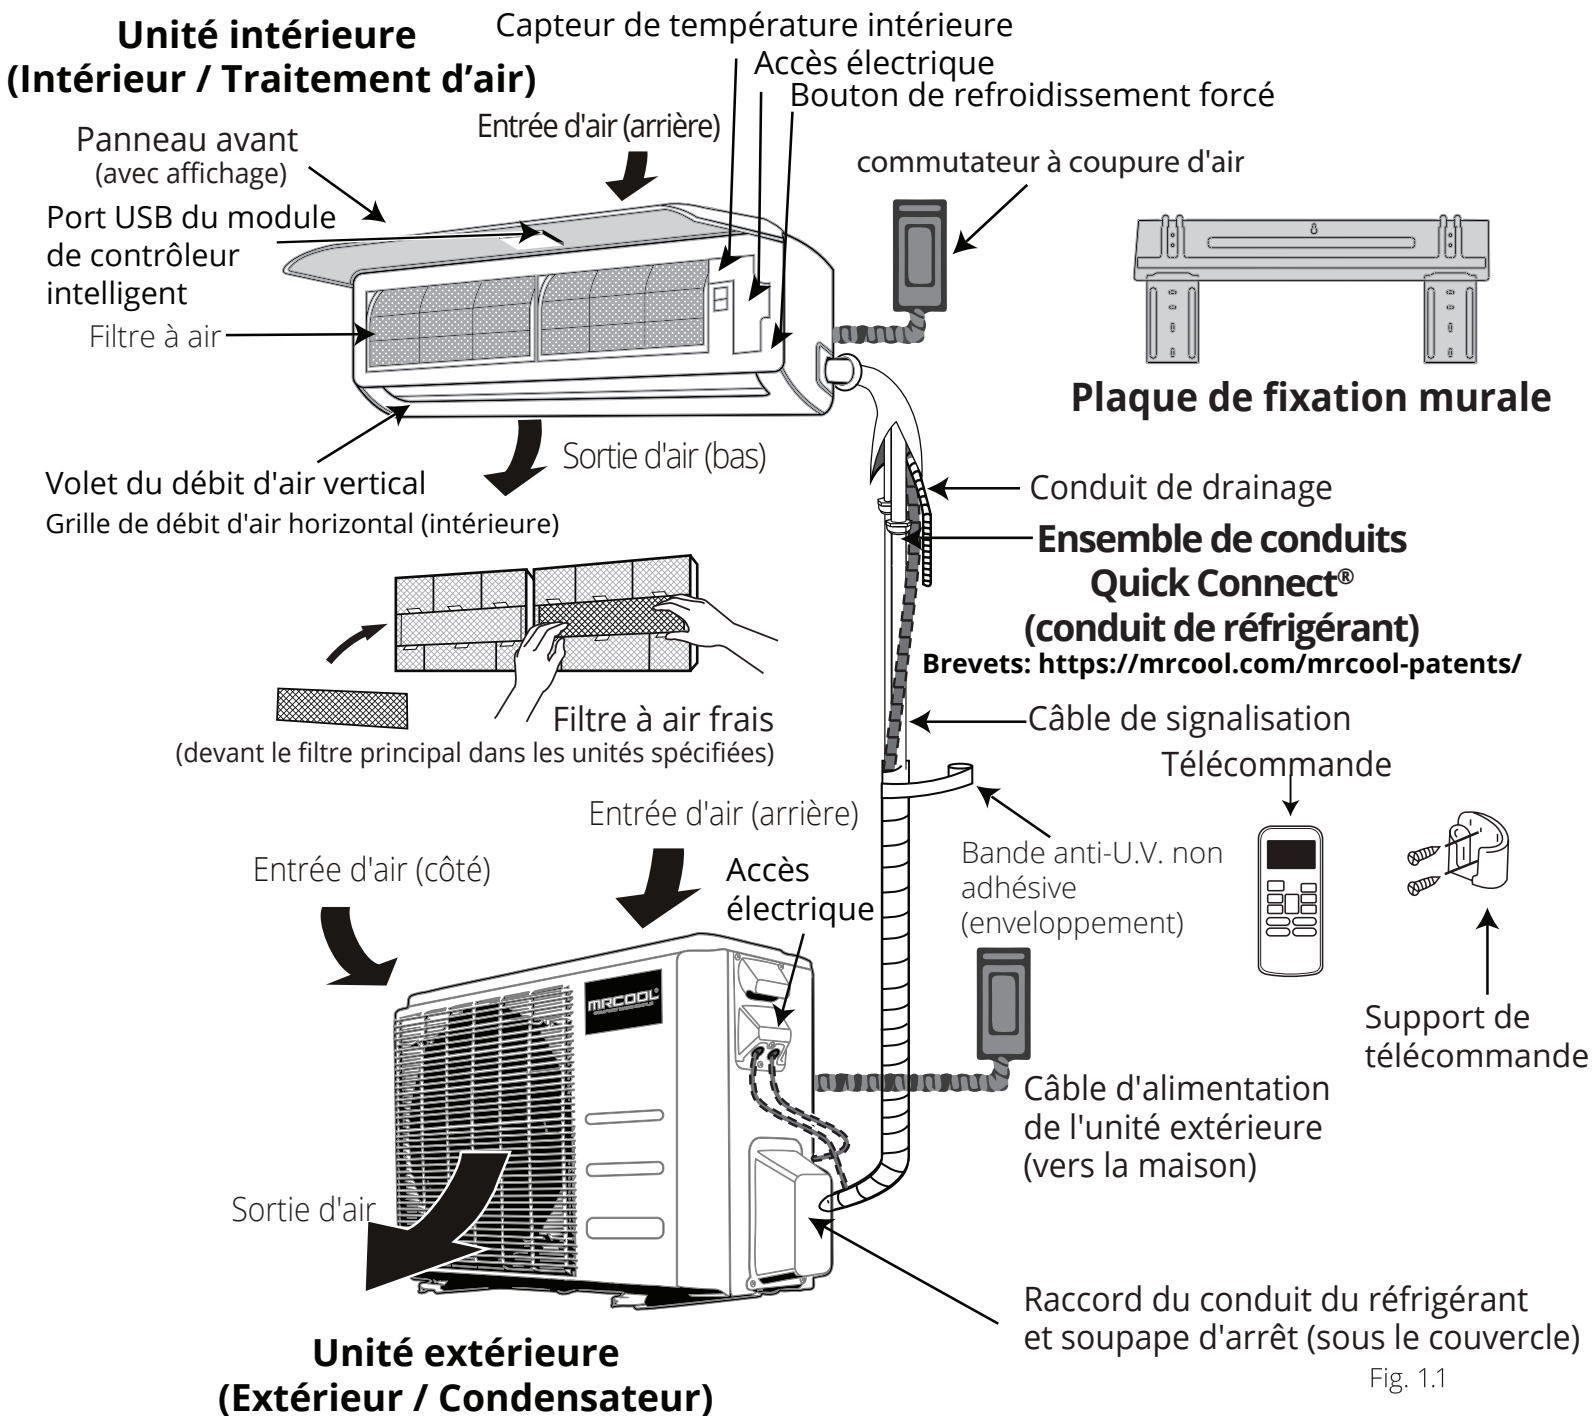 Unité intérieure
(Intérieur / Traitement d’air)
Capteur de température intérieure
Accès électrique
Bouton de refroidissement forcé
Entrée d'air (arrière)
Panneau avant
(avec affichage)
commutateur à coupure d'air
Port USB du module
de contrôleur
intelligent
Filtre à air
Plaque de fixation murale
Sortie d'air (bas)
Volet du débit d'air vertical
Grille de débit d'air horizontal (intérieure)
Conduit de drainage
Ensemble de conduits
Quick Connect®
(conduit de réfrigérant)
Brevets: https://mrcool.com/mrcool-patents/
Filtre à air frais
(devant le filtre principal dans les unités spécifiées)
Câble de signalisation
Télécommande
Entrée d'air (arrière)
Entrée d'air (côté)
Accès
électrique
Bande anti-U.V. non
adhésive
(enveloppement)
MRCOOL
Support de
télécommande
Câble d'alimentation
de l'unité extérieure
(vers la maison)
Sortie d'air
Raccord du conduit du réfrigérant
et soupape d'arrêt (sous le couvercle)
Fig. 1.1
Unité extérieure
(Extérieur / Condensateur)